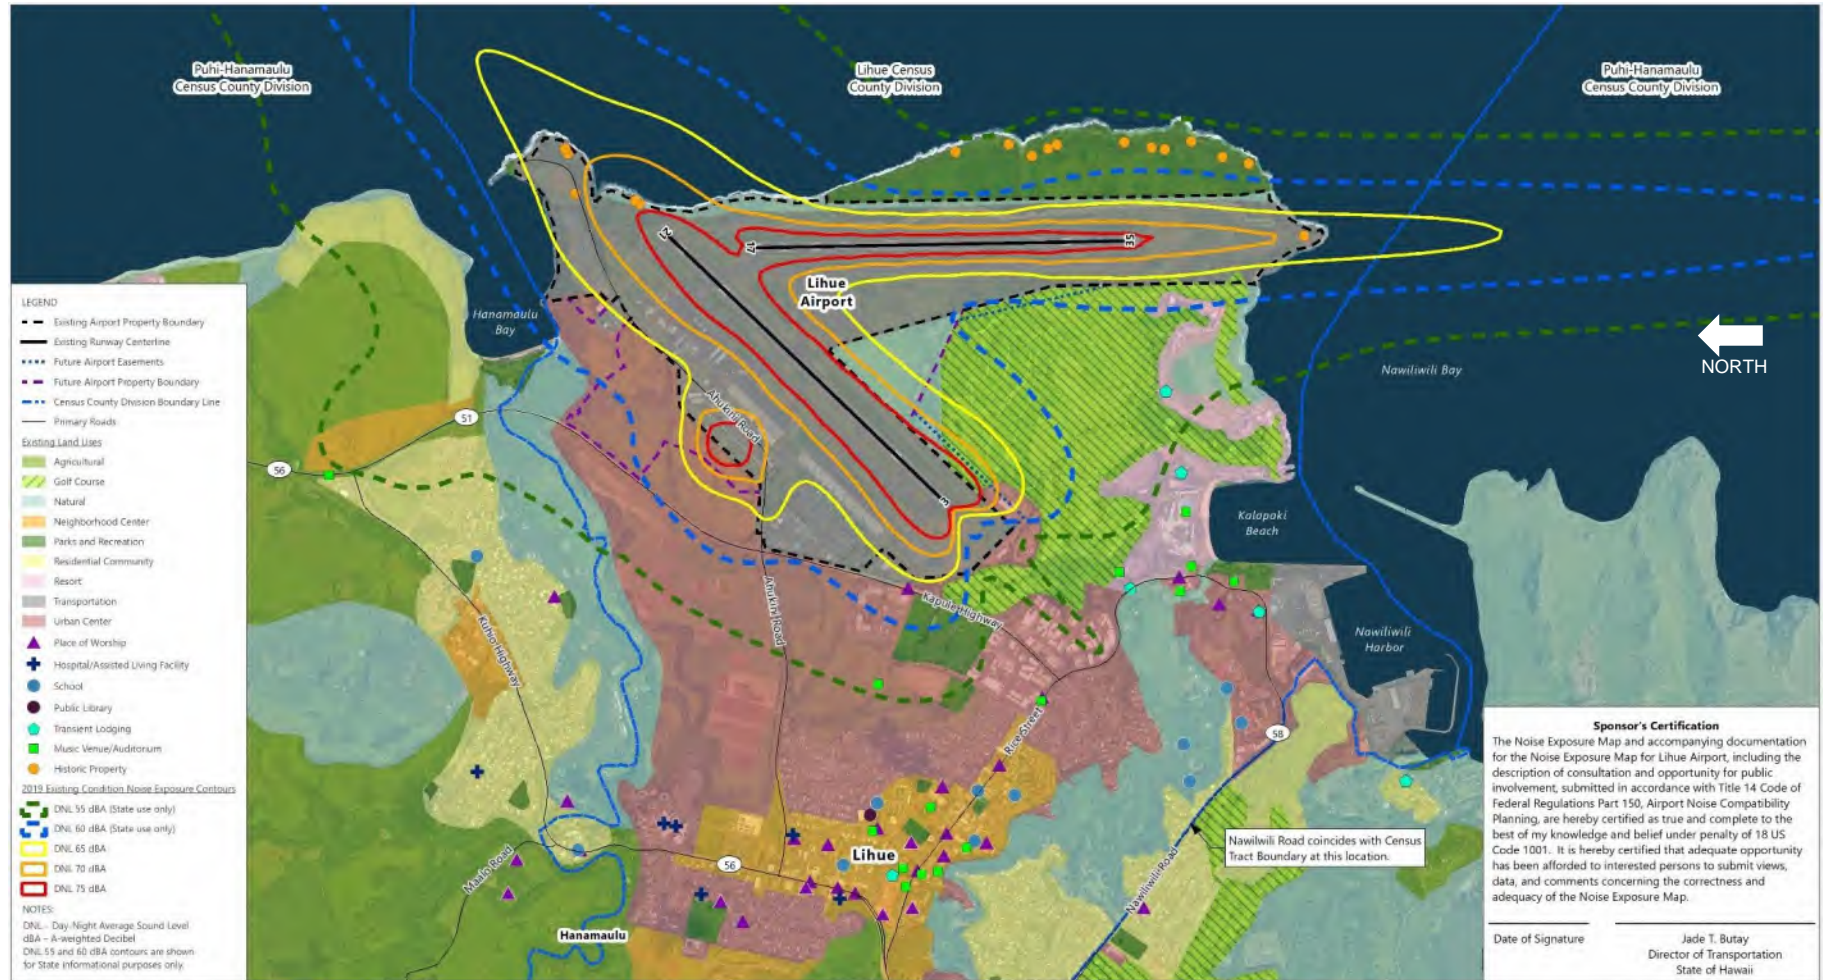 Puhi-Hanamaulu
Census County Division
Lihue Census
County Division
Puhi-Hanamaulu
Census County Division
LEGEND
Existing Airport Property Boundary
Existing Runway Centerline
Future Airport Easements
Future Airport Property Boundary
Census County Division Boundary Line
Primary Roads
Existing Land Uses
Agricultural
Golf Course
Natural
Neighborhood Center
Parks and Recreation
Residential Community
Resort
Transportation
Urban Center
Place of Worship
Hospital/Assisted Living Facility
School
Public Library
Transient Lodging
Music Venue/Auditorium
Historic Property
2019 Existing Condition Noise Exposure Contours
DNL 55 dBA (State use only)
DNL 60 dBA (State use only)
DNL 65 dBA
DNL 70 dBA
DNL 75 dBA
NOTES:
DNL - Day-Night Average Sound Level
dBA – A-weighted Decibel
DNL 55 and 60 dBA contours are shown
for State informational purposes only.
21
17
35
3
Lihue
Airport
Hanamaulu
Bay
NORTH
Nawiliwili Bay
Ahukini Road
51
56
Kalapaki
Beach
Ahukini Road
Kapule Highway
Kuhio Highway
Nawiliwili
Harbor
Rice Street
58
Lihue
56
Maalo Road
Hanamaulu
Nawiliwili Road
Nawilwili Road coincides with Census
Tract Boundary at this location.
Sponsor's Certification
The Noise Exposure Map and accompanying documentation
for the Noise Exposure Map for Lihue Airport, including the
description of consultation and opportunity for public
involvement, submitted in accordance with Title 14 Code of
Federal Regulations Part 150, Airport Noise Compatibility
Planning, are hereby certified as true and complete to the
best of my knowledge and belief under penalty of 18 US
Code 1001. It is hereby certified that adequate opportunity
has been afforded to interested persons to submit views,
data, and comments concerning the correctness and
adequacy of the Noise Exposure Map.
Date of Signature
Jade T. Butay
Director of Transportation
State of Hawaii